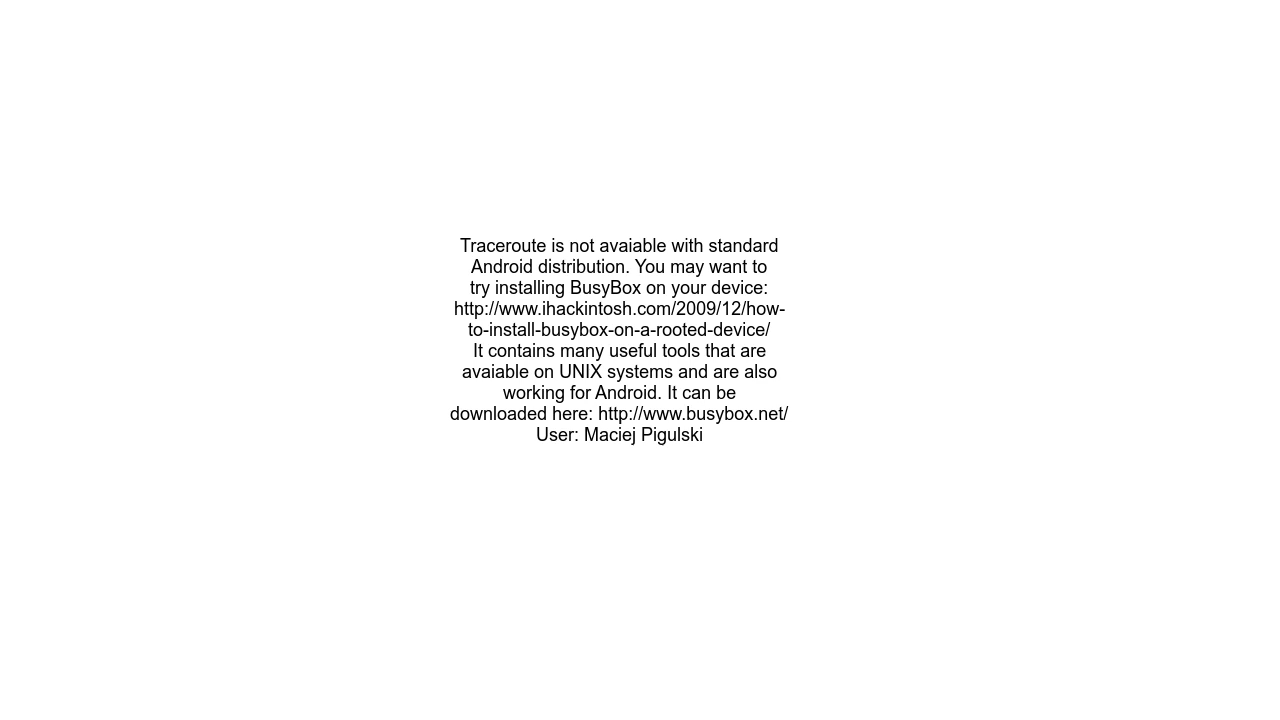 Traceroute is not avaiable with standard
Android distribution. You may want to
try installing BusyBox on your device:
http://www.ihackintosh.com/2009/12/how-
to-install-busybox-on-a-rooted-device/
It contains many useful tools that are
avaiable on UNIX systems and are also
working for Android. It can be
downloaded here: http://www.busybox.net/
User: Maciej Pigulski